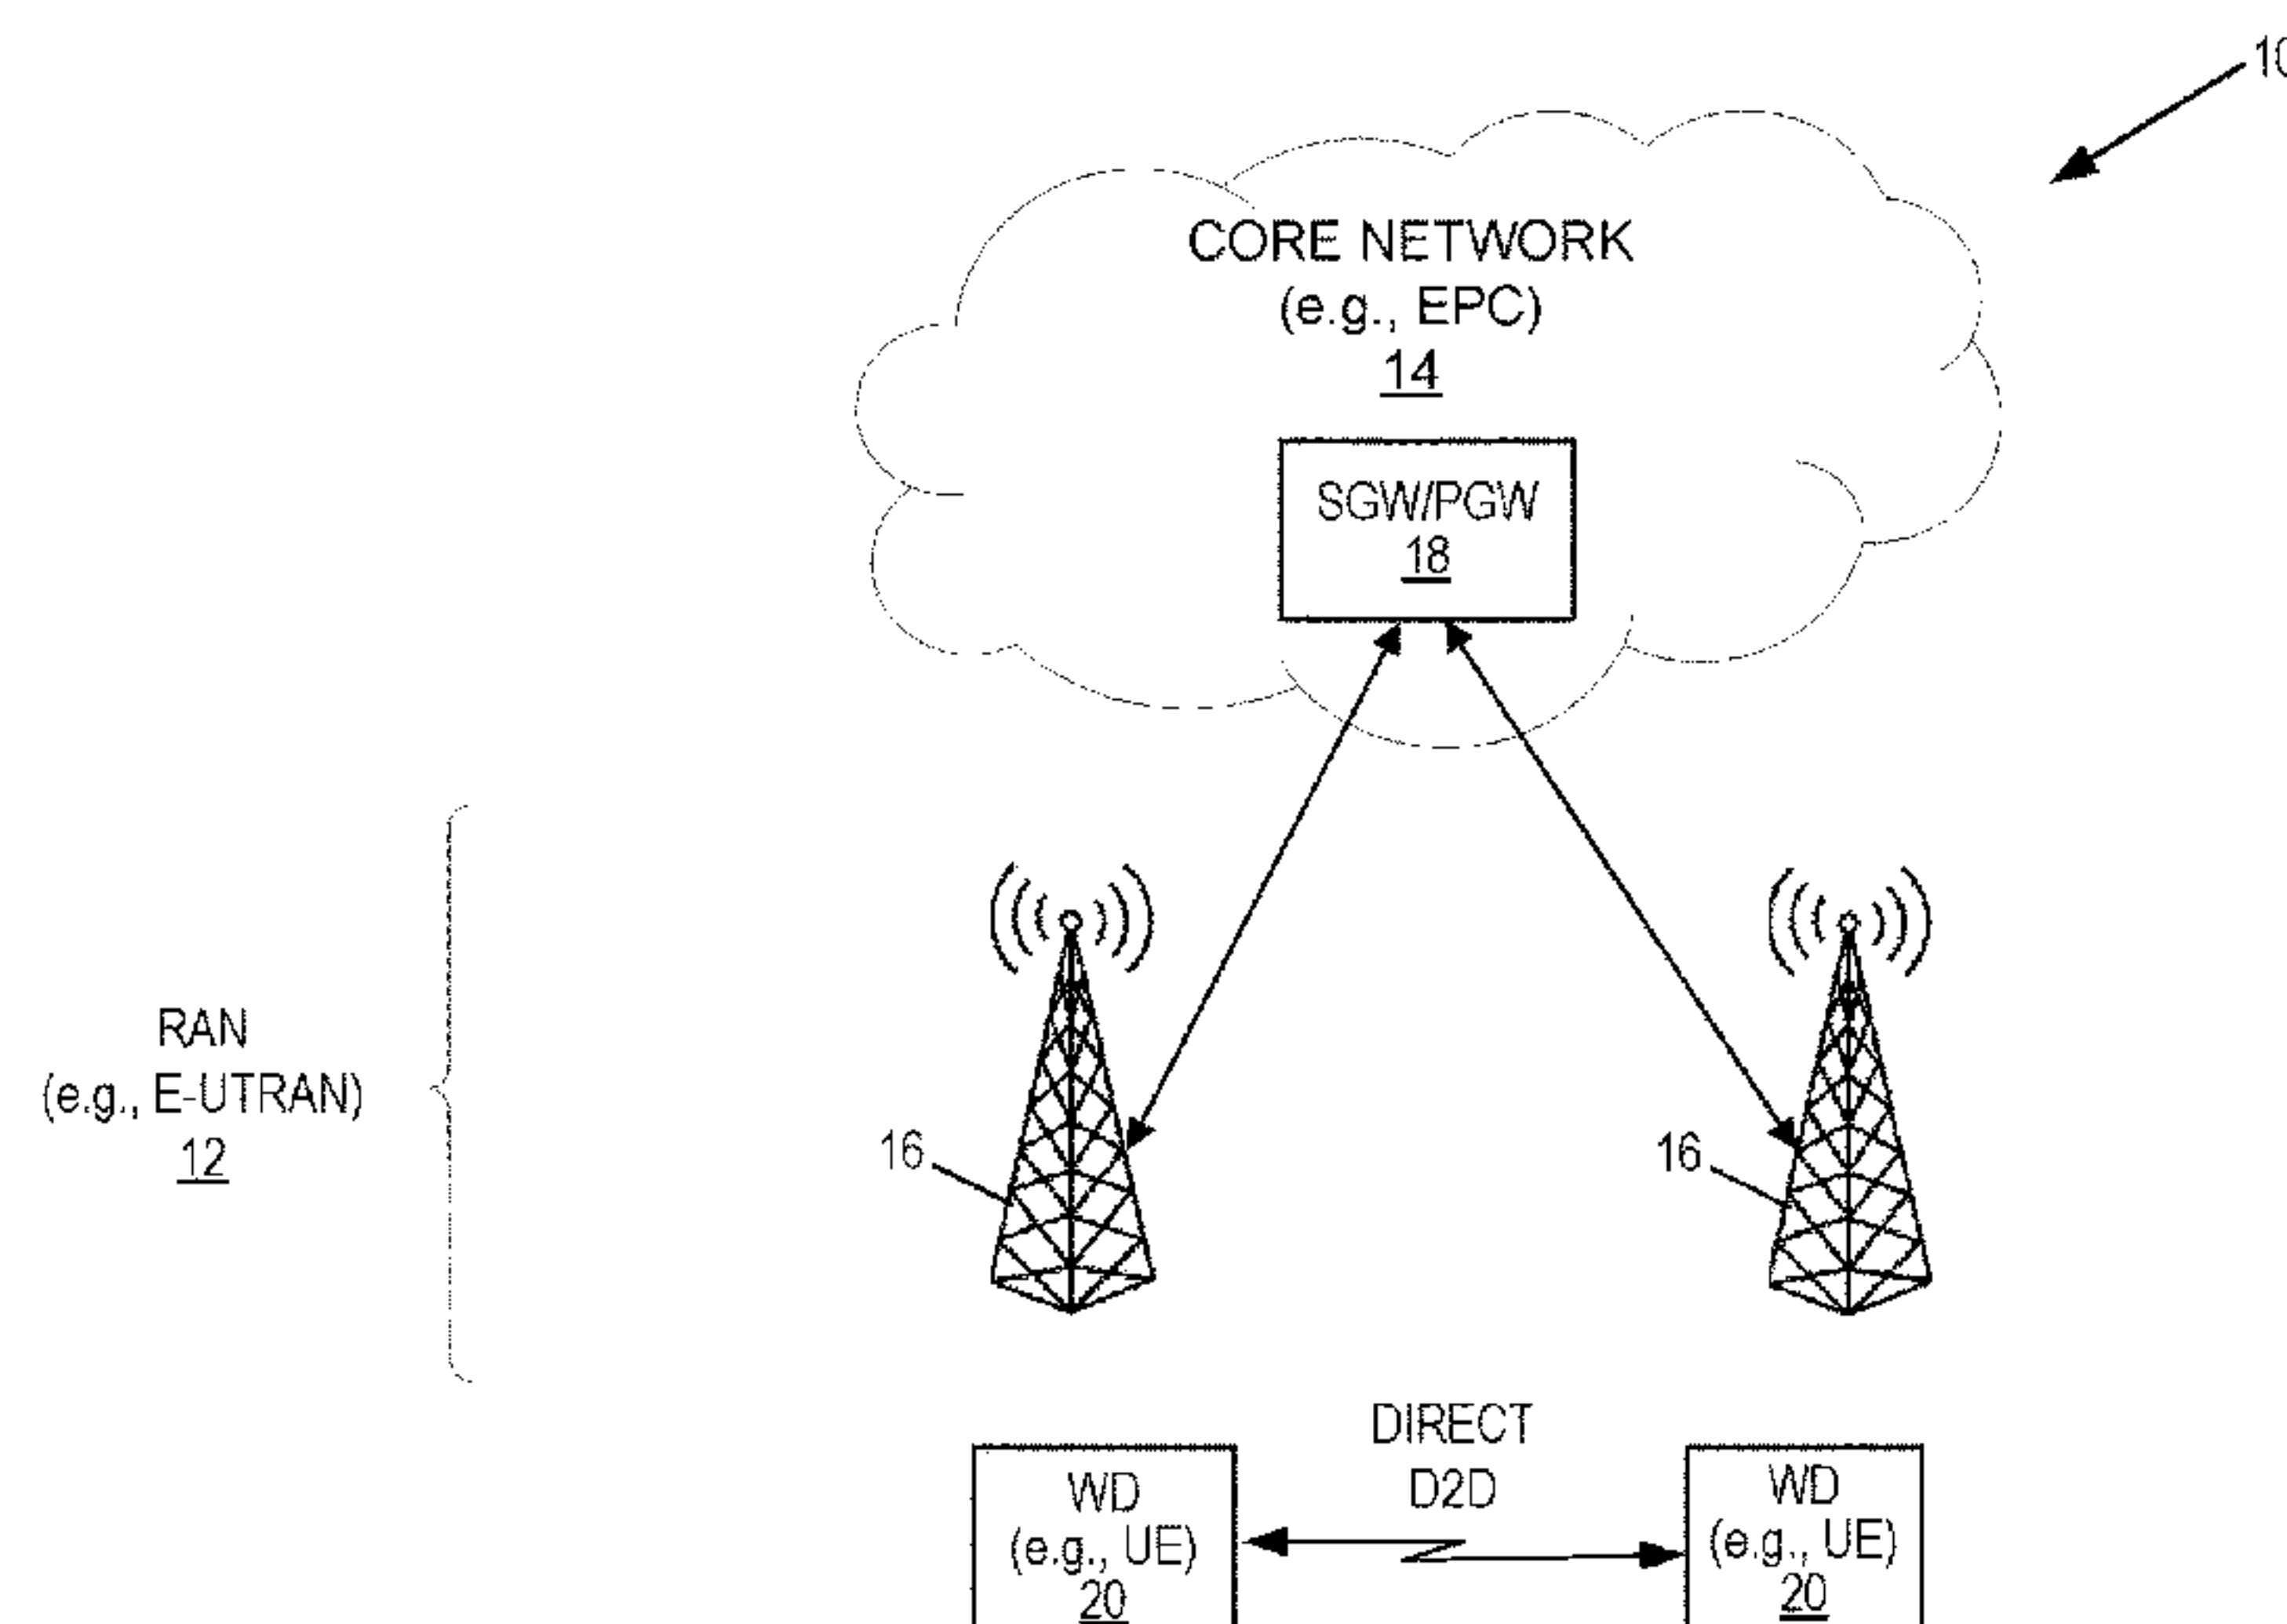 10
CORE NETWORK
(e.g., EPC)
14
SGW/PGW
18
RAN
(e.g., E-UTRAN)
12
16
16
DIRECT
D2D
WD
(e.g., UE)
20
WD
(e.g., UE)
20